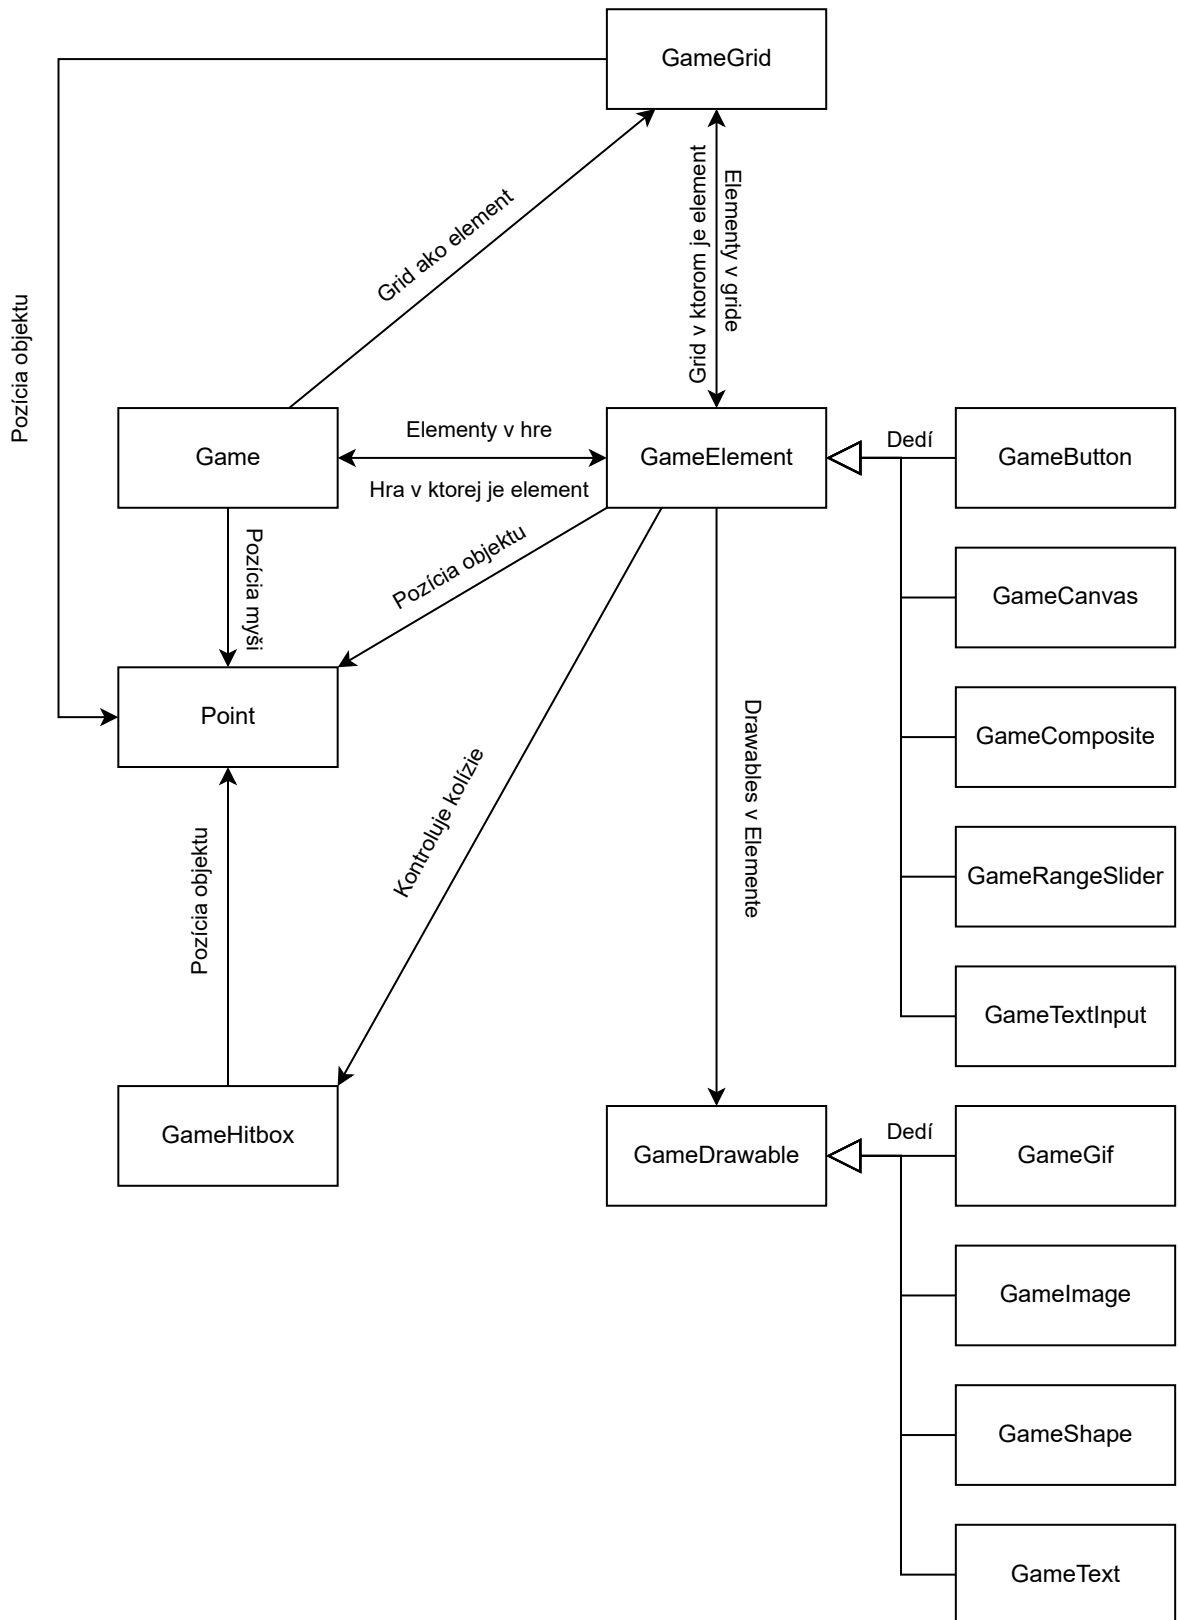 GameGrid
Grid ako element
Grid v ktorom je element
Elementy v gride
Pozícia objektu
Game
Elementy v hre
Hra v ktorej je element
GameElement
Dedí
GameButton
Pozícia myši
Pozícia objektu
GameCanvas
Point
GameComposite
Kontroluje kolízie
Drawables v Elemente
Pozícia objektu
GameRangeSlider
GameTextInput
GameHitbox
GameDrawable
Dedí
GameGif
GameImage
GameShape
GameText